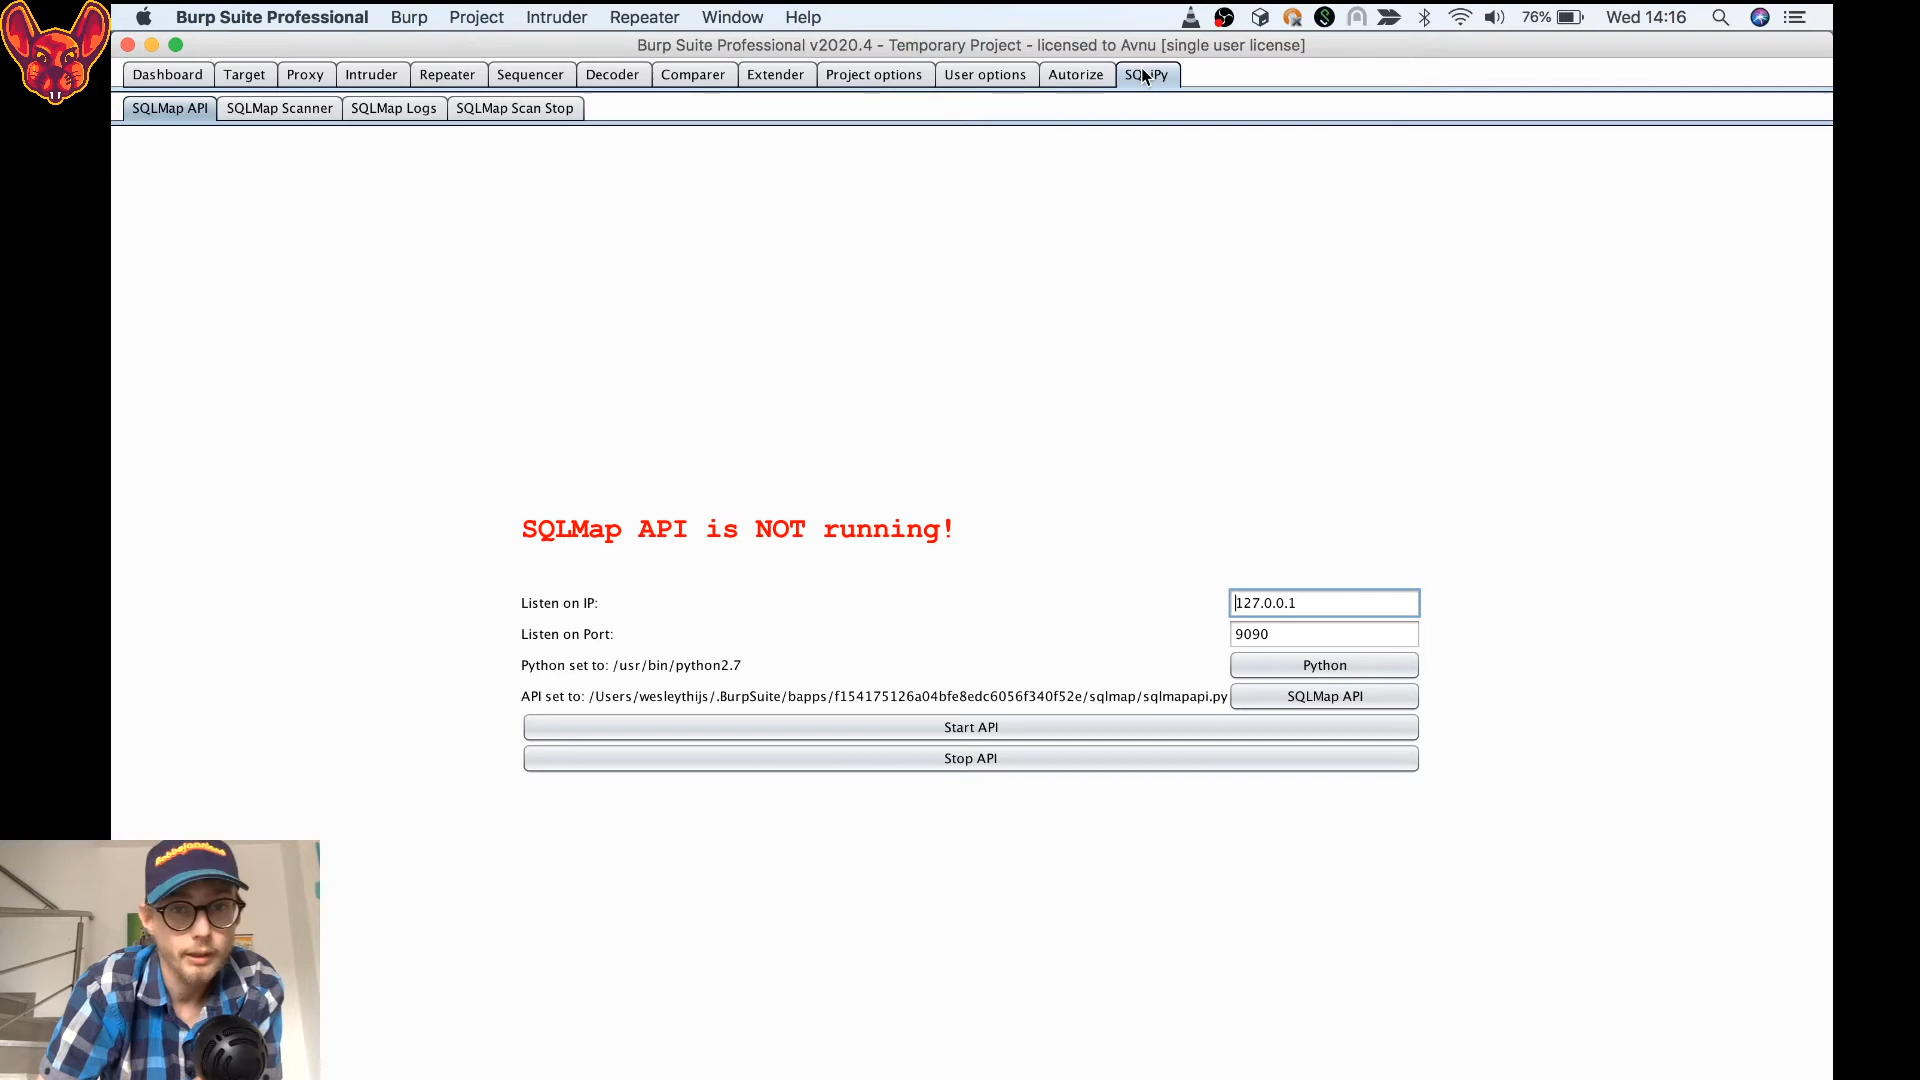 Burp Suite Professional Burp Project Intruder Repeater Window Help 76% Wed 14:16
Burp Suite Professional v2020.4 - Temporary Project - licensed to Avnu [single user license]
Dashboard Target Proxy Intruder Repeater Sequencer Decoder Comparer Extender Project options User options Autorize SQLiPy
SQLMap API SQLMap Scanner SQLMap Logs SQLMap Scan Stop
SQLMap API is NOT running!
Listen on IP: 127.0.0.1
Listen on Port: 9090
Python set to: /usr/bin/python2.7 Python
API set to: /Users/wesleythijs/.BurpSuite/bapps/f154175126a04bfe8edc6056f340f52e/sqlmap/sqlmapapi.py SQLMap API
Start API
Stop API